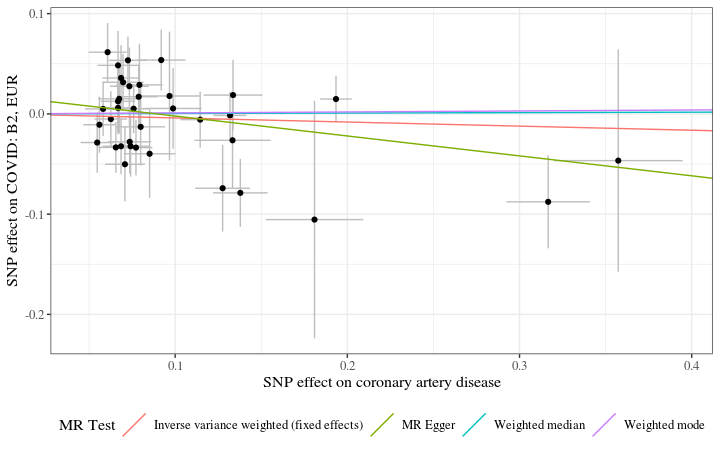 0.1
0.0
-0.1
-0.2
SNP effect on COVID: B2, EUR
0.1 0.2 0.3 0.4
SNP effect on coronary artery disease
MR Test Inverse variance weighted (fixed effects) MR Egger Weighted median Weighted mode